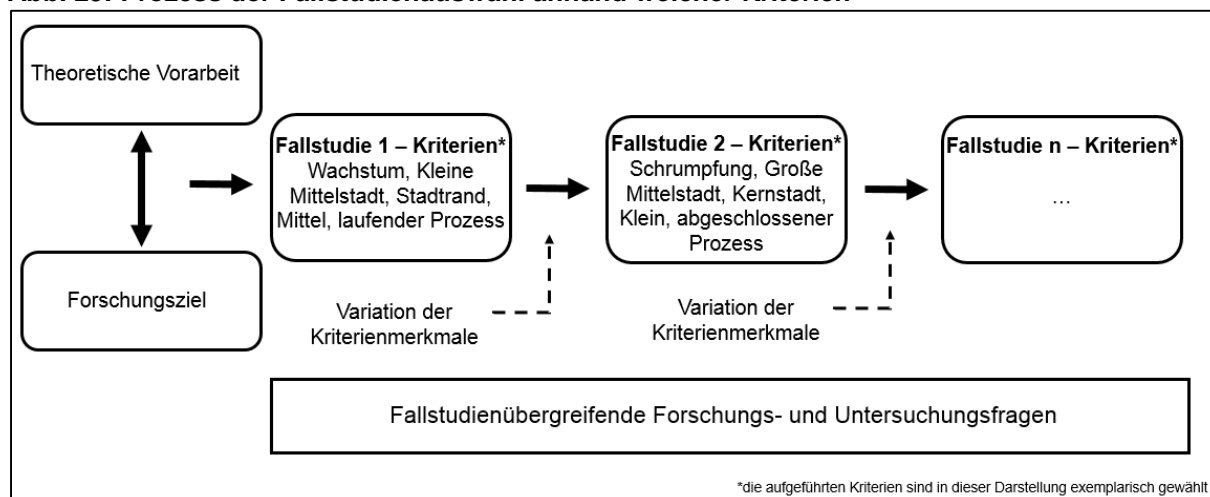 Theoretische Vorarbeit
Forschungsziel
Fallstudie 1 – Kriterien*
Wachstum, Kleine
Mittelstadt, Stadtrand,
Mittel, laufender Prozess
Variation der
Kriterienmerkmale
Fallstudie 2 – Kriterien*
Schrumpfung, Große
Mittelstadt, Kernstadt,
Klein, abgeschlossener
Prozess
Variation der
Kriterienmerkmale
Fallstudie n – Kriterien*
...
Fallstudienübergreifende Forschungs- und Untersuchungsfragen
*die aufgeführten Kriterien sind in dieser Darstellung exemplarisch gewählt